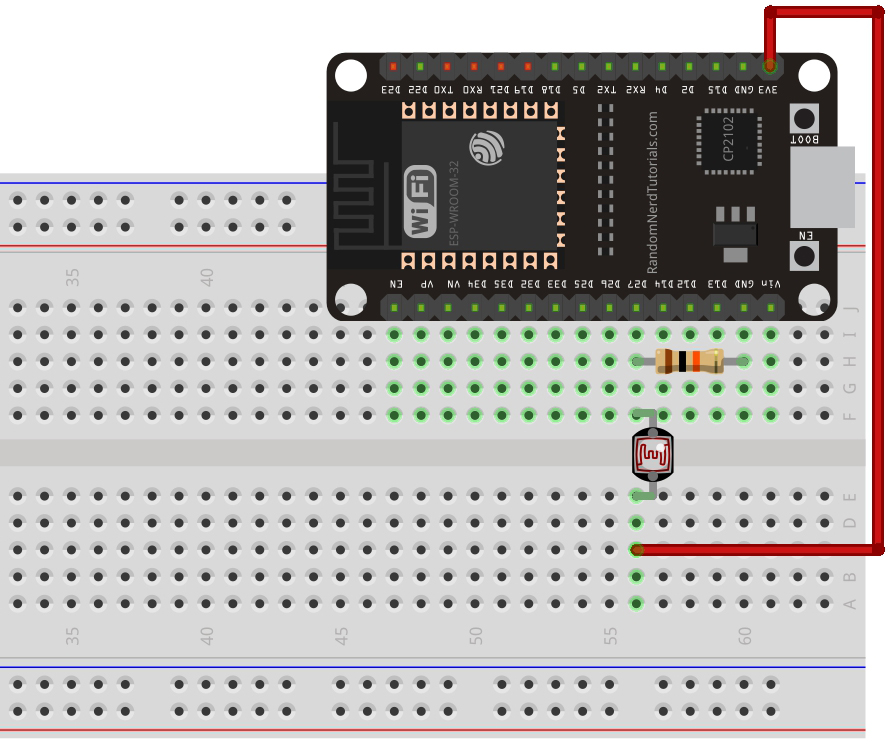 D23 D22 TX0 RX0 D21 D19 D18 D5 TX2 RX2 D4 D2 D15 GND 3V3
BOOT
CP2102
WiFi
ESP-WROOM-32
RandomNerdTutorials.com
EN
EN VP VN D34 D35 D32 D33 D25 D26 D27 D14 D12 D13 GND Vin
35 40
J
I
H
G
F
E
D
B
A
35 40 45 50 55 60